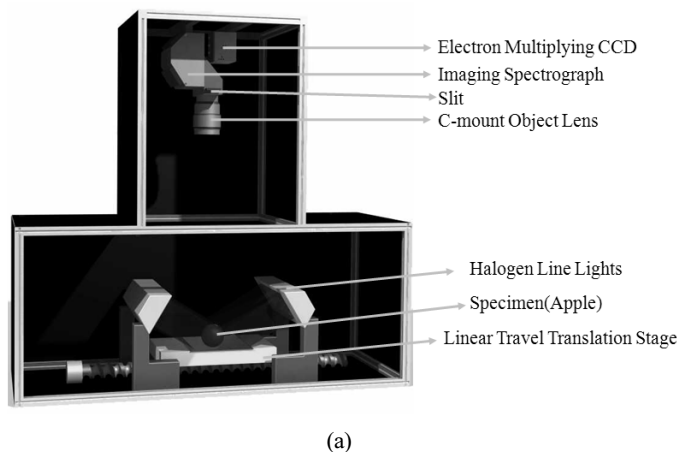 Electron Multiplying CCD
Imaging Spectrograph
Slit
C-mount Object Lens
Halogen Line Lights
Specimen(Apple)
Linear Travel Translation Stage
(a)